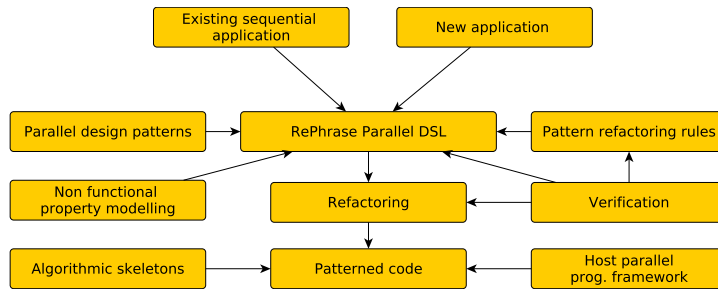 Existing sequential
application
New application
Parallel design patterns
RePhrase Parallel DSL
Pattern refactoring rules
Non functional
property modelling
Refactoring
Verification
Algorithmic skeletons
Patterned code
Host parallel
prog. framework